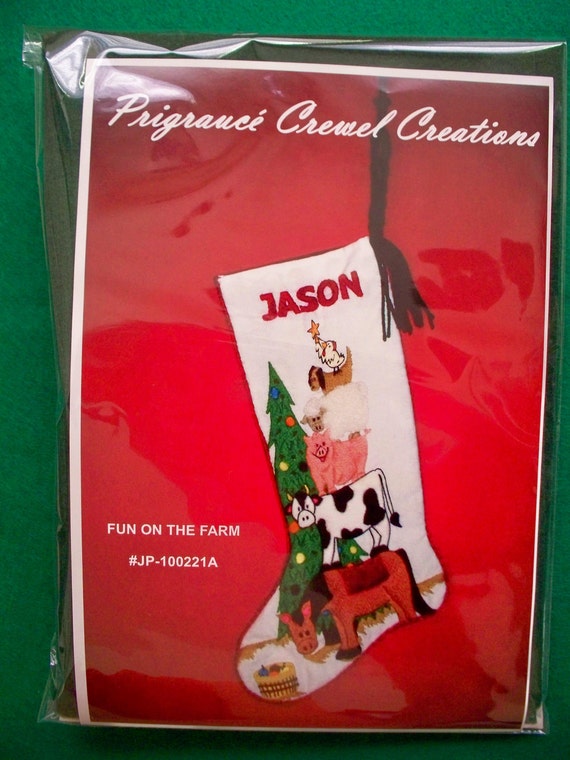 Prigraucé Crewel Creations
JASON
FUN ON THE FARM
#JP-100221A